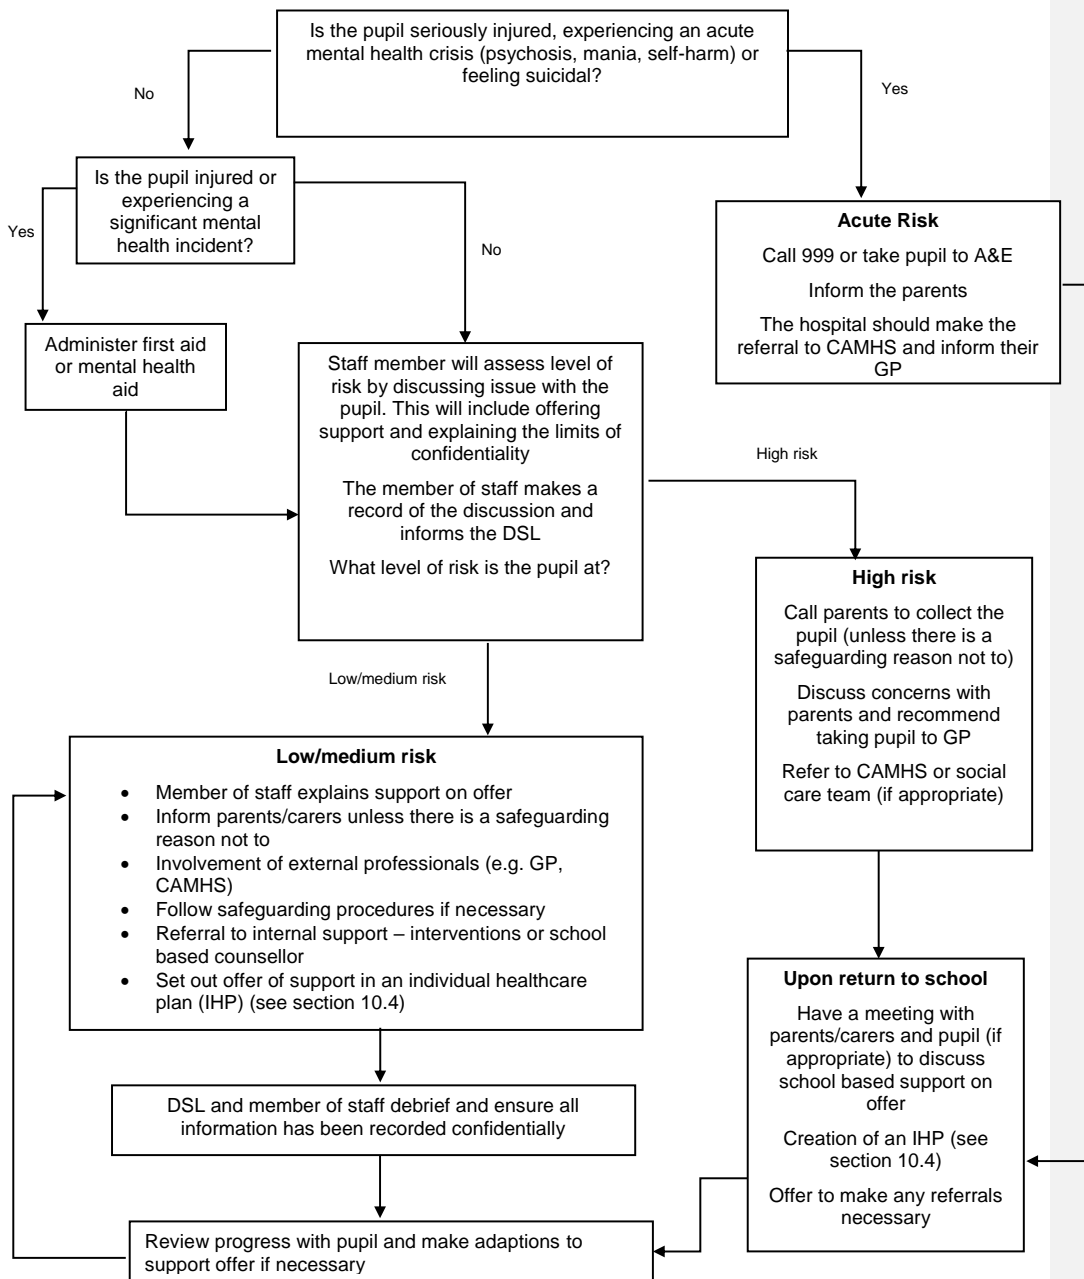 Is the pupil seriously injured, experiencing an acute
mental health crisis (psychosis, mania, self-harm) or
feeling suicidal?
No
Yes
Is the pupil injured or
experiencing a
significant mental
health incident?
Yes
No
Acute Risk
Call 999 or take pupil to A&E
Inform the parents
The hospital should make the
referral to CAMHS and inform their
GP
Administer first aid
or mental health
aid
Staff member will assess level of
risk by discussing issue with the
pupil. This will include offering
support and explaining the limits of
confidentiality
The member of staff makes a
record of the discussion and
informs the DSL
What level of risk is the pupil at?
High risk
High risk
Call parents to collect the
pupil (unless there is a
safeguarding reason not to)
Discuss concerns with
parents and recommend
taking pupil to GP
Refer to CAMHS or social
care team (if appropriate)
Low/medium risk
Low/medium risk
• Member of staff explains support on offer
• Inform parents/carers unless there is a safeguarding
reason not to
• Involvement of external professionals (e.g. GP,
CAMHS)
• Follow safeguarding procedures if necessary
• Referral to internal support – interventions or school
based counsellor
• Set out offer of support in an individual healthcare
plan (IHP) (see section 10.4)
Upon return to school
Have a meeting with
parents/carers and pupil (if
appropriate) to discuss
school based support on
offer
Creation of an IHP (see
section 10.4)
Offer to make any referrals
necessary
DSL and member of staff debrief and ensure all
information has been recorded confidentially
Review progress with pupil and make adaptions to
support offer if necessary